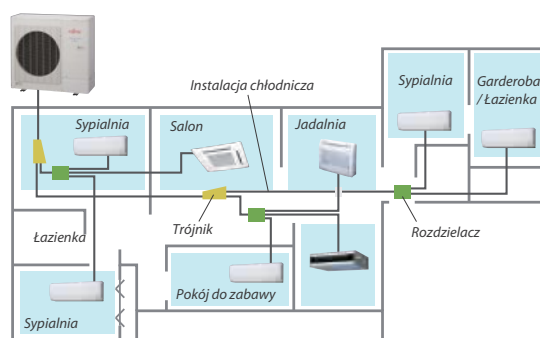 Instalacja chłodnicza
Sypialnia
Garderoba
/ Łazienka
Sypialnia
Salon
Jadalnia
Trójnik
Rozdzielacz
Łazienka
Pokój do zabawy
Sypialnia